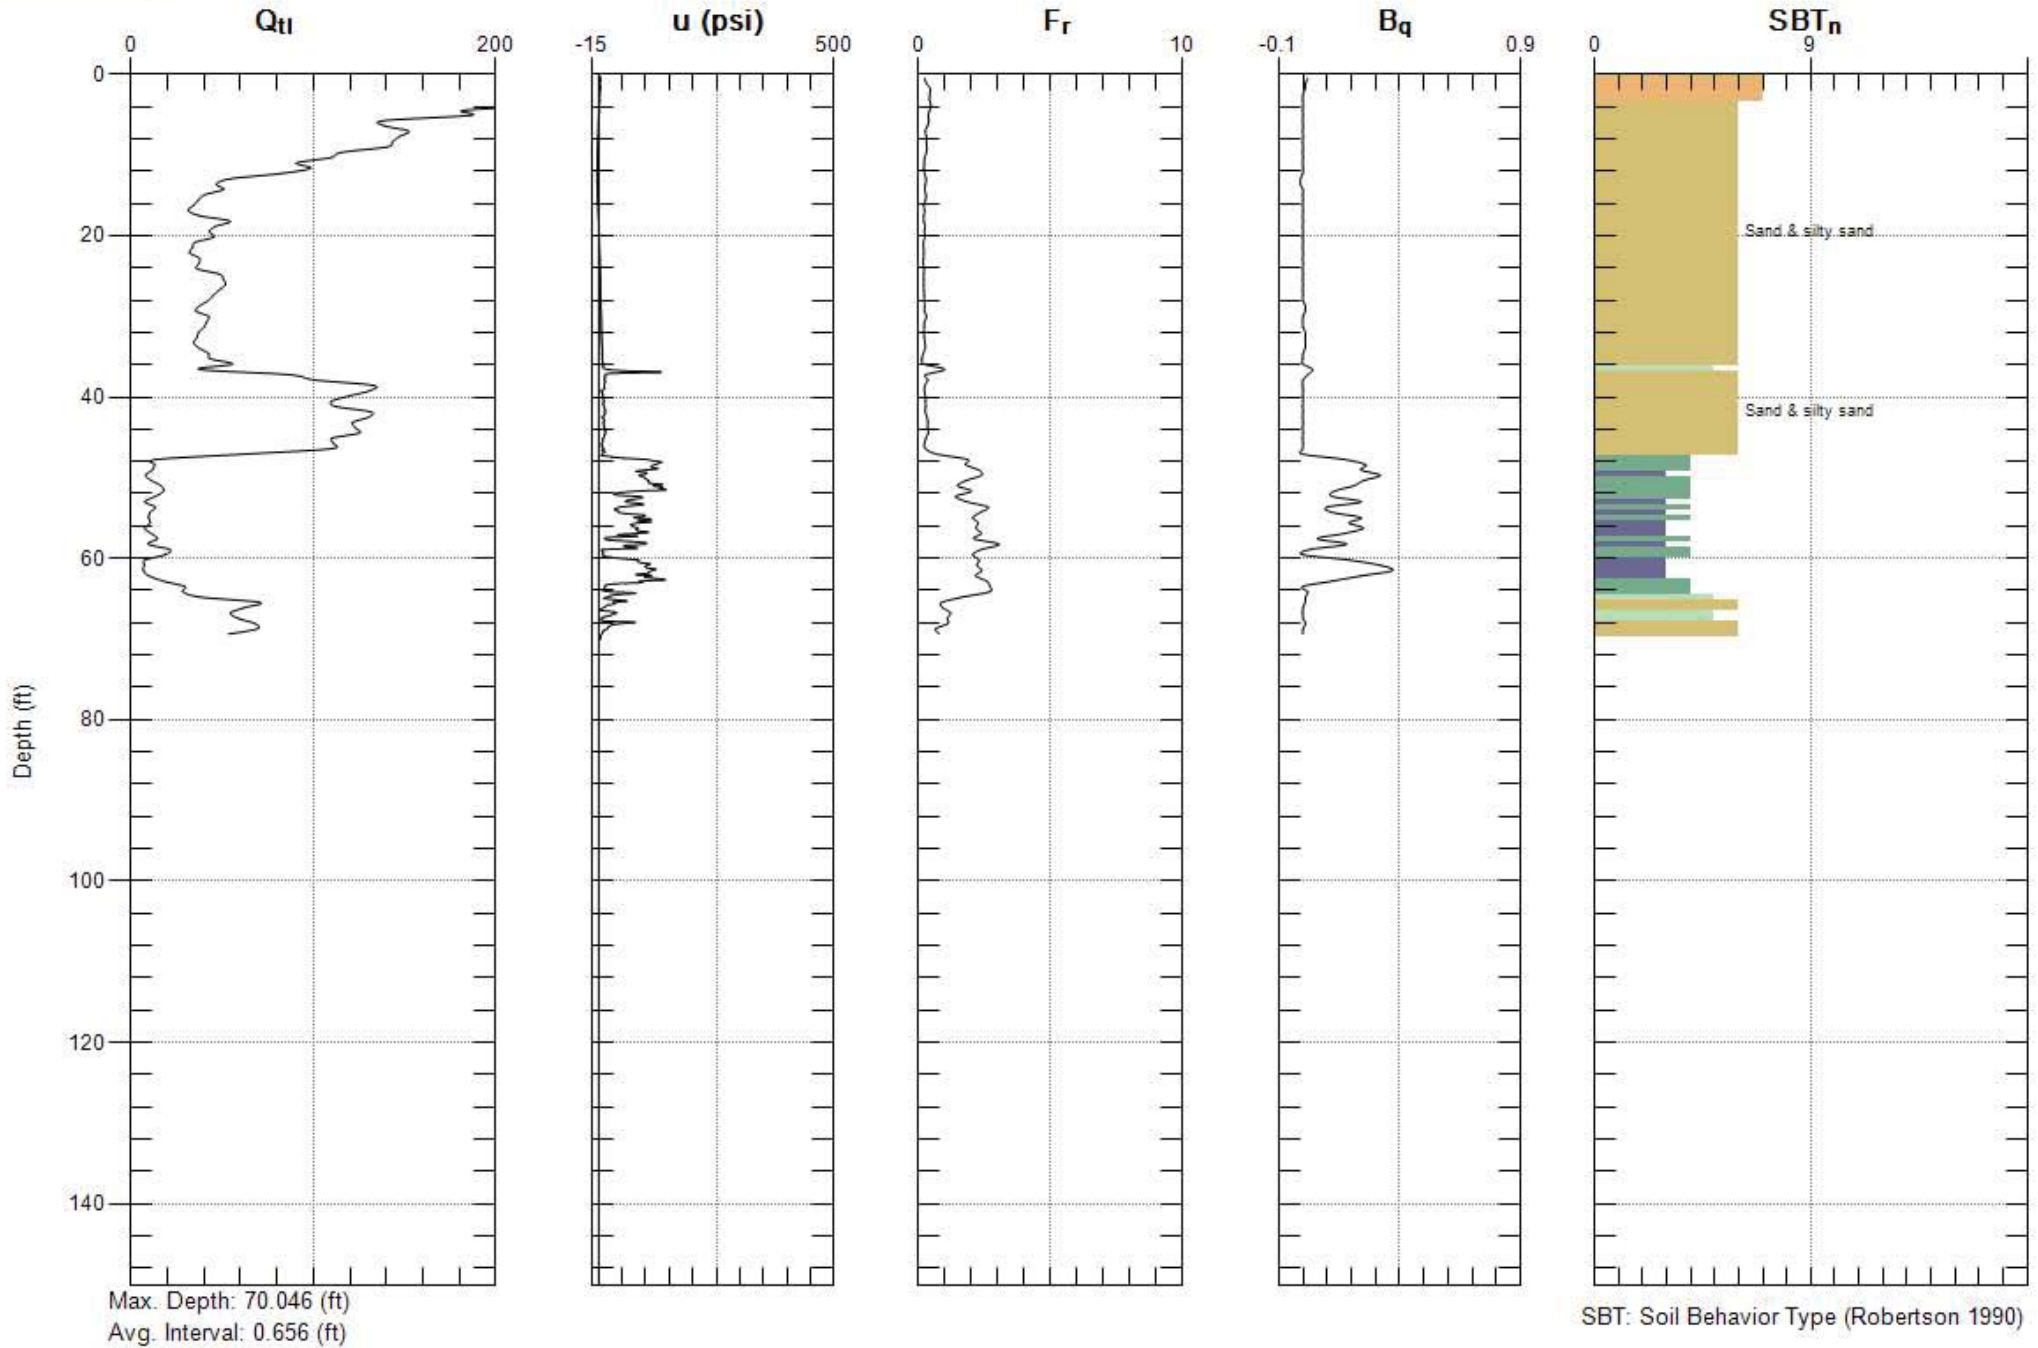 Qtl u (psi) Fr Bq SBTn
0 200 -15 500 0 10 -0.1 0.9 0 9
0
20
Sand & silty sand
40
Sand & silty sand
60
Depth (ft)
80
100
120
140
Max. Depth: 70.046 (ft)
Avg. Interval: 0.656 (ft)
SBT: Soil Behavior Type (Robertson 1990)